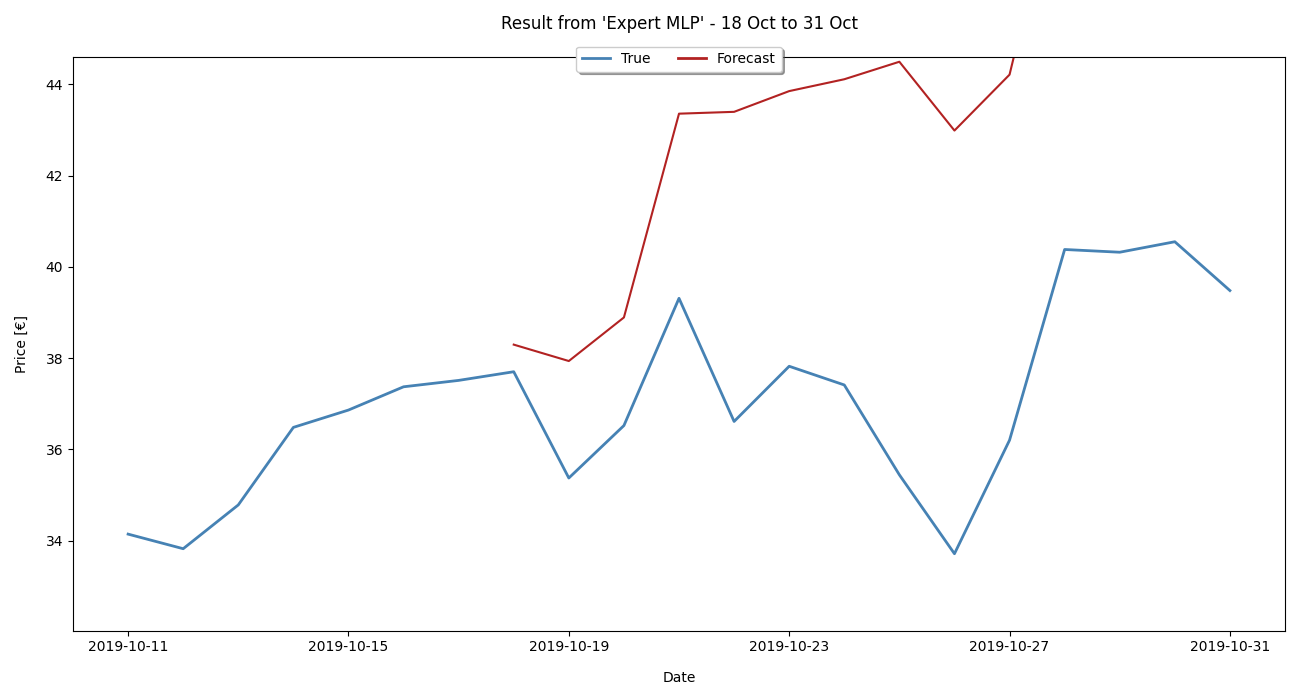 Result from 'Expert MLP' - 18 Oct to 31 Oct
True Forecast
44
42
40
38
36
34
Price [€]
2019-10-11 2019-10-15 2019-10-19 2019-10-23 2019-10-27 2019-10-31
Date